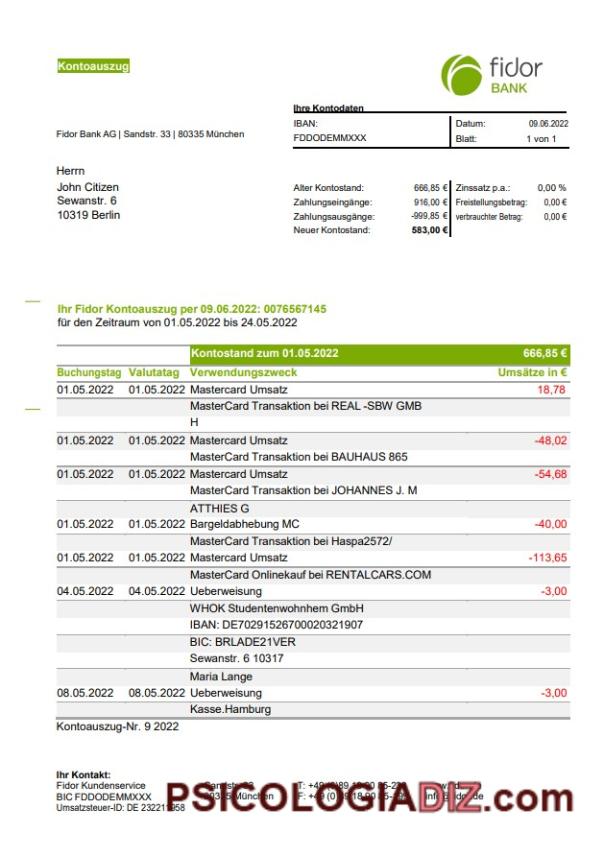 Kontoauszug
fidor
BANK
Ihre Kontodaten
IBAN: Datum: 09.06.2022
FDDODEMMXXX Blatt: 1 von 1
Fidor Bank AG | Sandstr. 33 | 80335 München
Herrn
John Citizen
Sewanstr. 6
10319 Berlin
Alter Kontostand: 666,85 € Zinssatz p.a.: 0,00 %
Zahlungseingänge: 916,00 € Freistellungsbetrag: 0,00 €
Zahlungsausgänge: -999,85 € verbrauchter Betrag: 0,00 €
Neuer Kontostand: 583,00 €
Ihr Fidor Kontoauszug per 09.06.2022: 0076567145
für den Zeitraum von 01.05.2022 bis 24.05.2022
Kontostand zum 01.05.2022 666,85 €
Buchungstag Valutatag Verwendungszweck Umsätze in €
01.05.2022 01.05.2022 Mastercard Umsatz 18,78
MasterCard Transaktion bei REAL -SBW GMB
H
01.05.2022 01.05.2022 Mastercard Umsatz -48,02
MasterCard Transaktion bei BAUHAUS 865
01.05.2022 01.05.2022 Mastercard Umsatz -54,68
MasterCard Transaktion bei JOHANNES J. M
ATTHIES G
01.05.2022 01.05.2022 Bargeldabhebung MC -40,00
MasterCard Transaktion bei Haspa2572/
01.05.2022 01.05.2022 Mastercard Umsatz -113,65
MasterCard Onlinekauf bei RENTALCARS.COM
04.05.2022 04.05.2022 Ueberweisung -3,00
WHOK Studentenwohnhem GmbH
IBAN: DE70291526700020321907
BIC: BRLADE21VER
Sewanstr. 6 10317
Maria Lange
08.05.2022 08.05.2022 Ueberweisung -3,00
Kasse.Hamburg
Kontoauszug-Nr. 9 2022
Ihr Kontakt:
Fidor Kundenservice
BIC FDDODEMMXXX München
Umsatzsteuer-ID: DE
PSICOLOGIADIZ.com